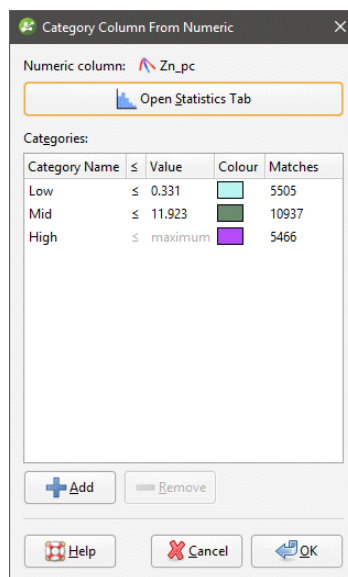 Category Column From Numeric
Numeric column: Zn_pc
Open Statistics Tab
Categories:
Category Name ≤ Value Colour Matches
Low ≤ 0.331 5505
Mid ≤ 11.923 10937
High ≤ maximum 5466
Add Remove
Help Cancel OK